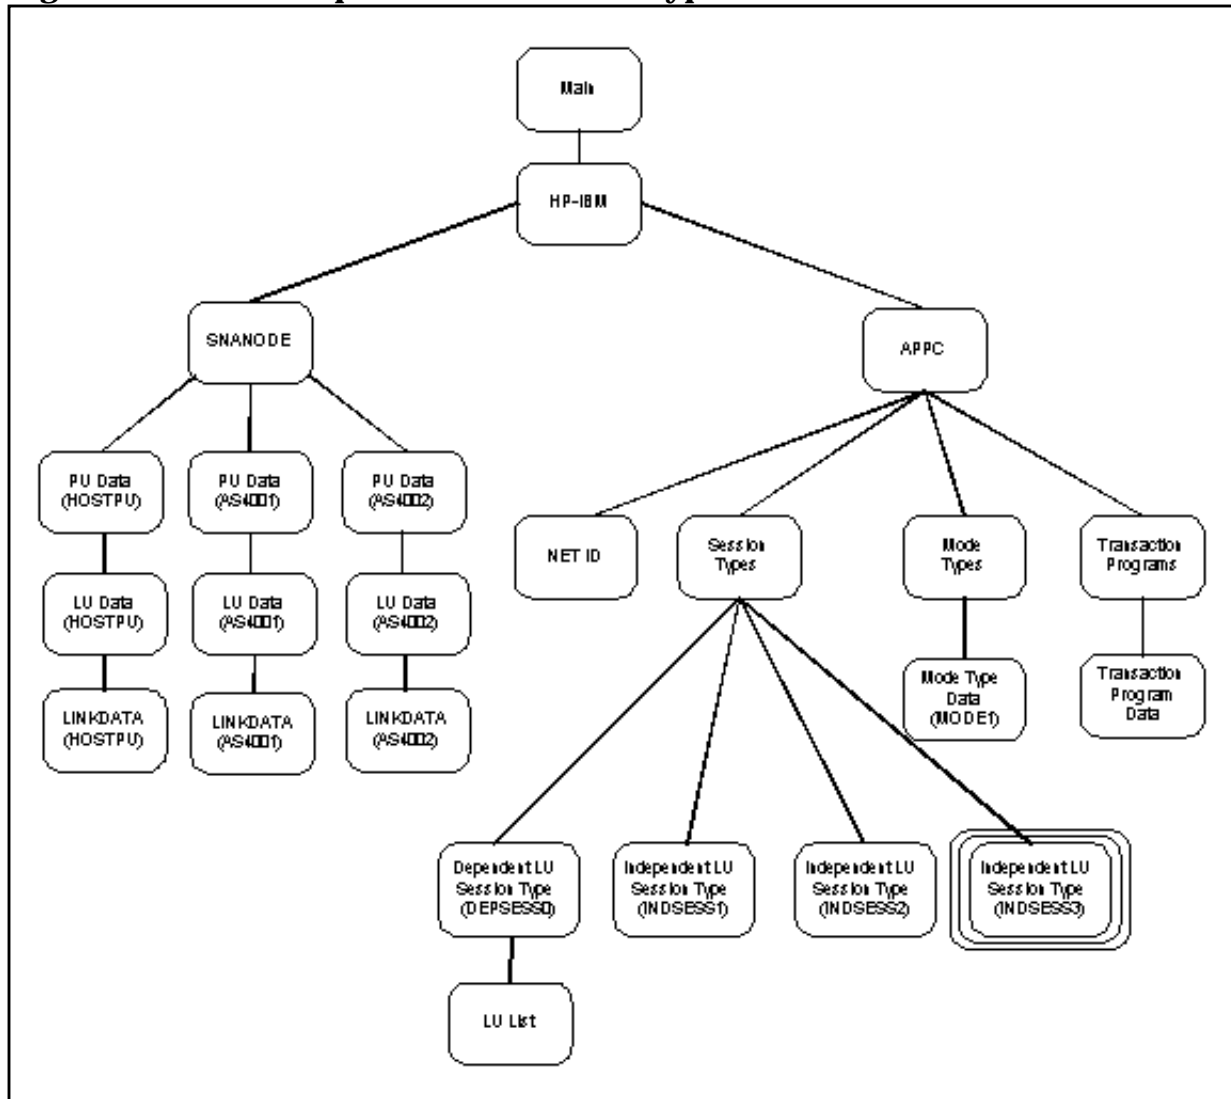 Main
HP-IBM
SNANODE
APPC
PU Data
(HOSTPU)
PU Data
(AS4001)
PU Data
(AS4002)
NET ID
Session
Types
Mode
Types
Transaction
Programs
LU Data
(HOSTPU)
LU Data
(AS4001)
LU Data
(AS4002)
Mode Type
Data
(MODE1)
Transaction
Program
Data
LINKDATA
(HOSTPU)
LINKDATA
(AS4001)
LINKDATA
(AS4002)
Dependent LU
Session Type
(DEPSESS0)
Independent LU
Session Type
(INDSESS1)
Independent LU
Session Type
(INDSESS2)
Independent LU
Session Type
(INDSESS3)
LU List